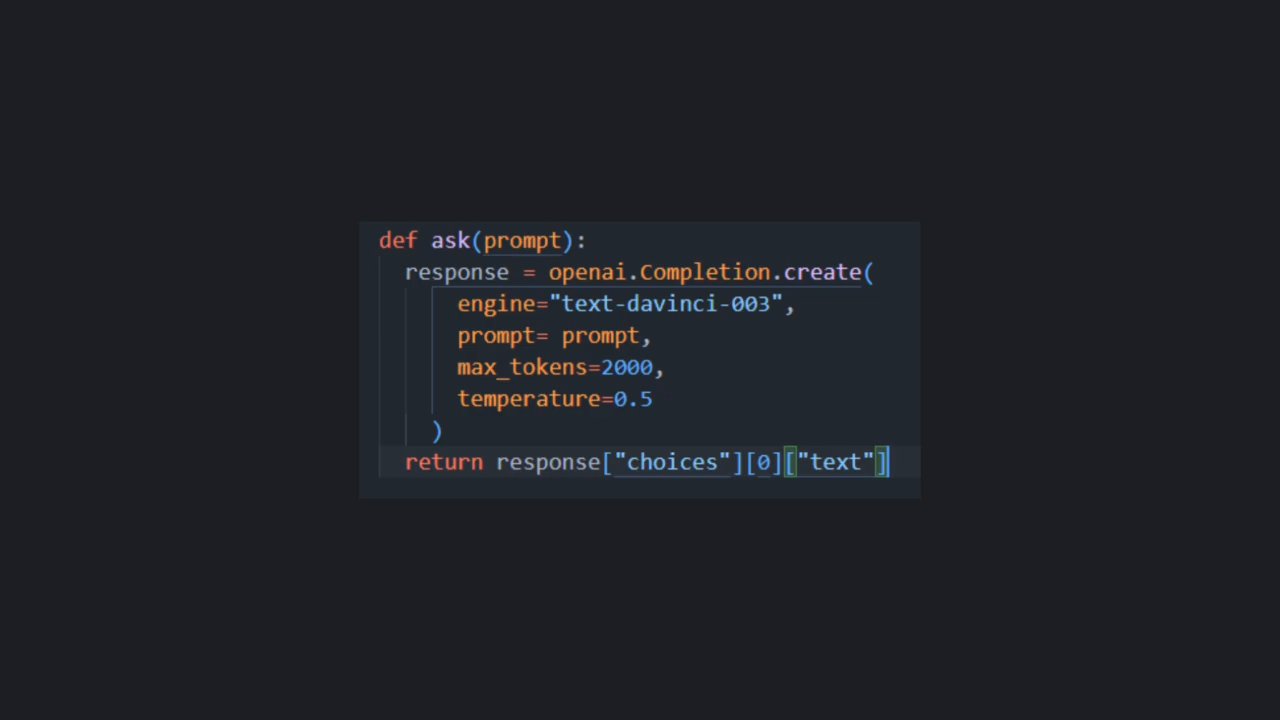 def ask(prompt):
response = openai.Completion.create(
engine="text-davinci-003",
prompt= prompt,
max_tokens=2000,
temperature=0.5
)
return response["choices"][0]["text"]